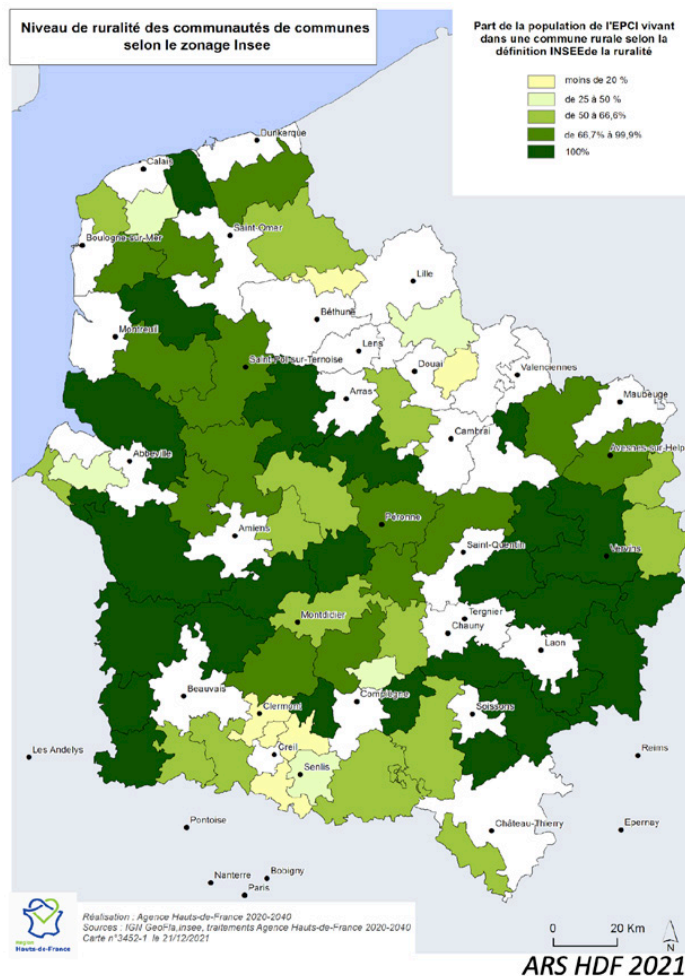 Niveau de ruralité des communautés de communes
selon le zonage Insee
Part de la population de l'EPCI vivant
dans une commune rurale selon la
définition INSEEde la ruralité
moins de 20 %
de 25 à 50 %
de 50 à 66,6%
de 66,7% à 99,9%
100%
Dunkerque
Calais
Saint-Omer
Boulogne-sur-Mer
Lille
Béthune
Montreuil
Lens
Saint-Pol-sur-Ternoise
Douai
Valenciennes
Arras
Maubeuge
Cambrai
Avesnes-sur-Help
Abbeville
Péronne
Amiens
Saint-Quentin
Vervins
Montdidier
Tergnier
Chauny
Laon
Beauvais
Compiègne
Clermont
Soissons
Creil
Les Andelys
Reims
Senlis
Pontoise
Château-Thierry
Epernay
Nanterre
Bobigny
Paris
Région
Hauts-de-France
Réalisation : Agence Hauts-de-France 2020-2040
Sources : IGN GeoFla,insee, traitements Agence Hauts-de-France 2020-2040
Carte n°3452-1 le 21/12/2021
0 20 Km
N
ARS HDF 2021